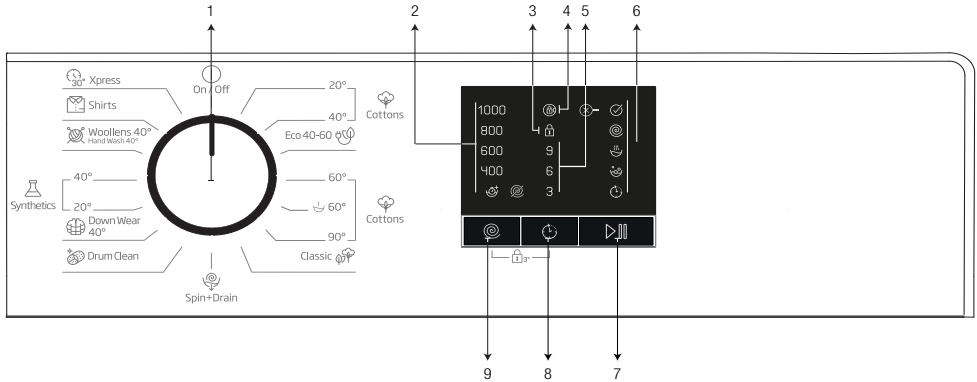 1
2
3
4
5
6
On / Off
30° Xpress
Shirts
Woollens 40°
Hand Wash 40°
40°
20°
Synthetics
Down Wear
40°
Drum Clean
Spin+Drain
20°
40°
Cottons
Eco 40-60
60°
60°
90°
Cottons
Classic
1000
800
600
400
9
6
3
3"
9
8
7